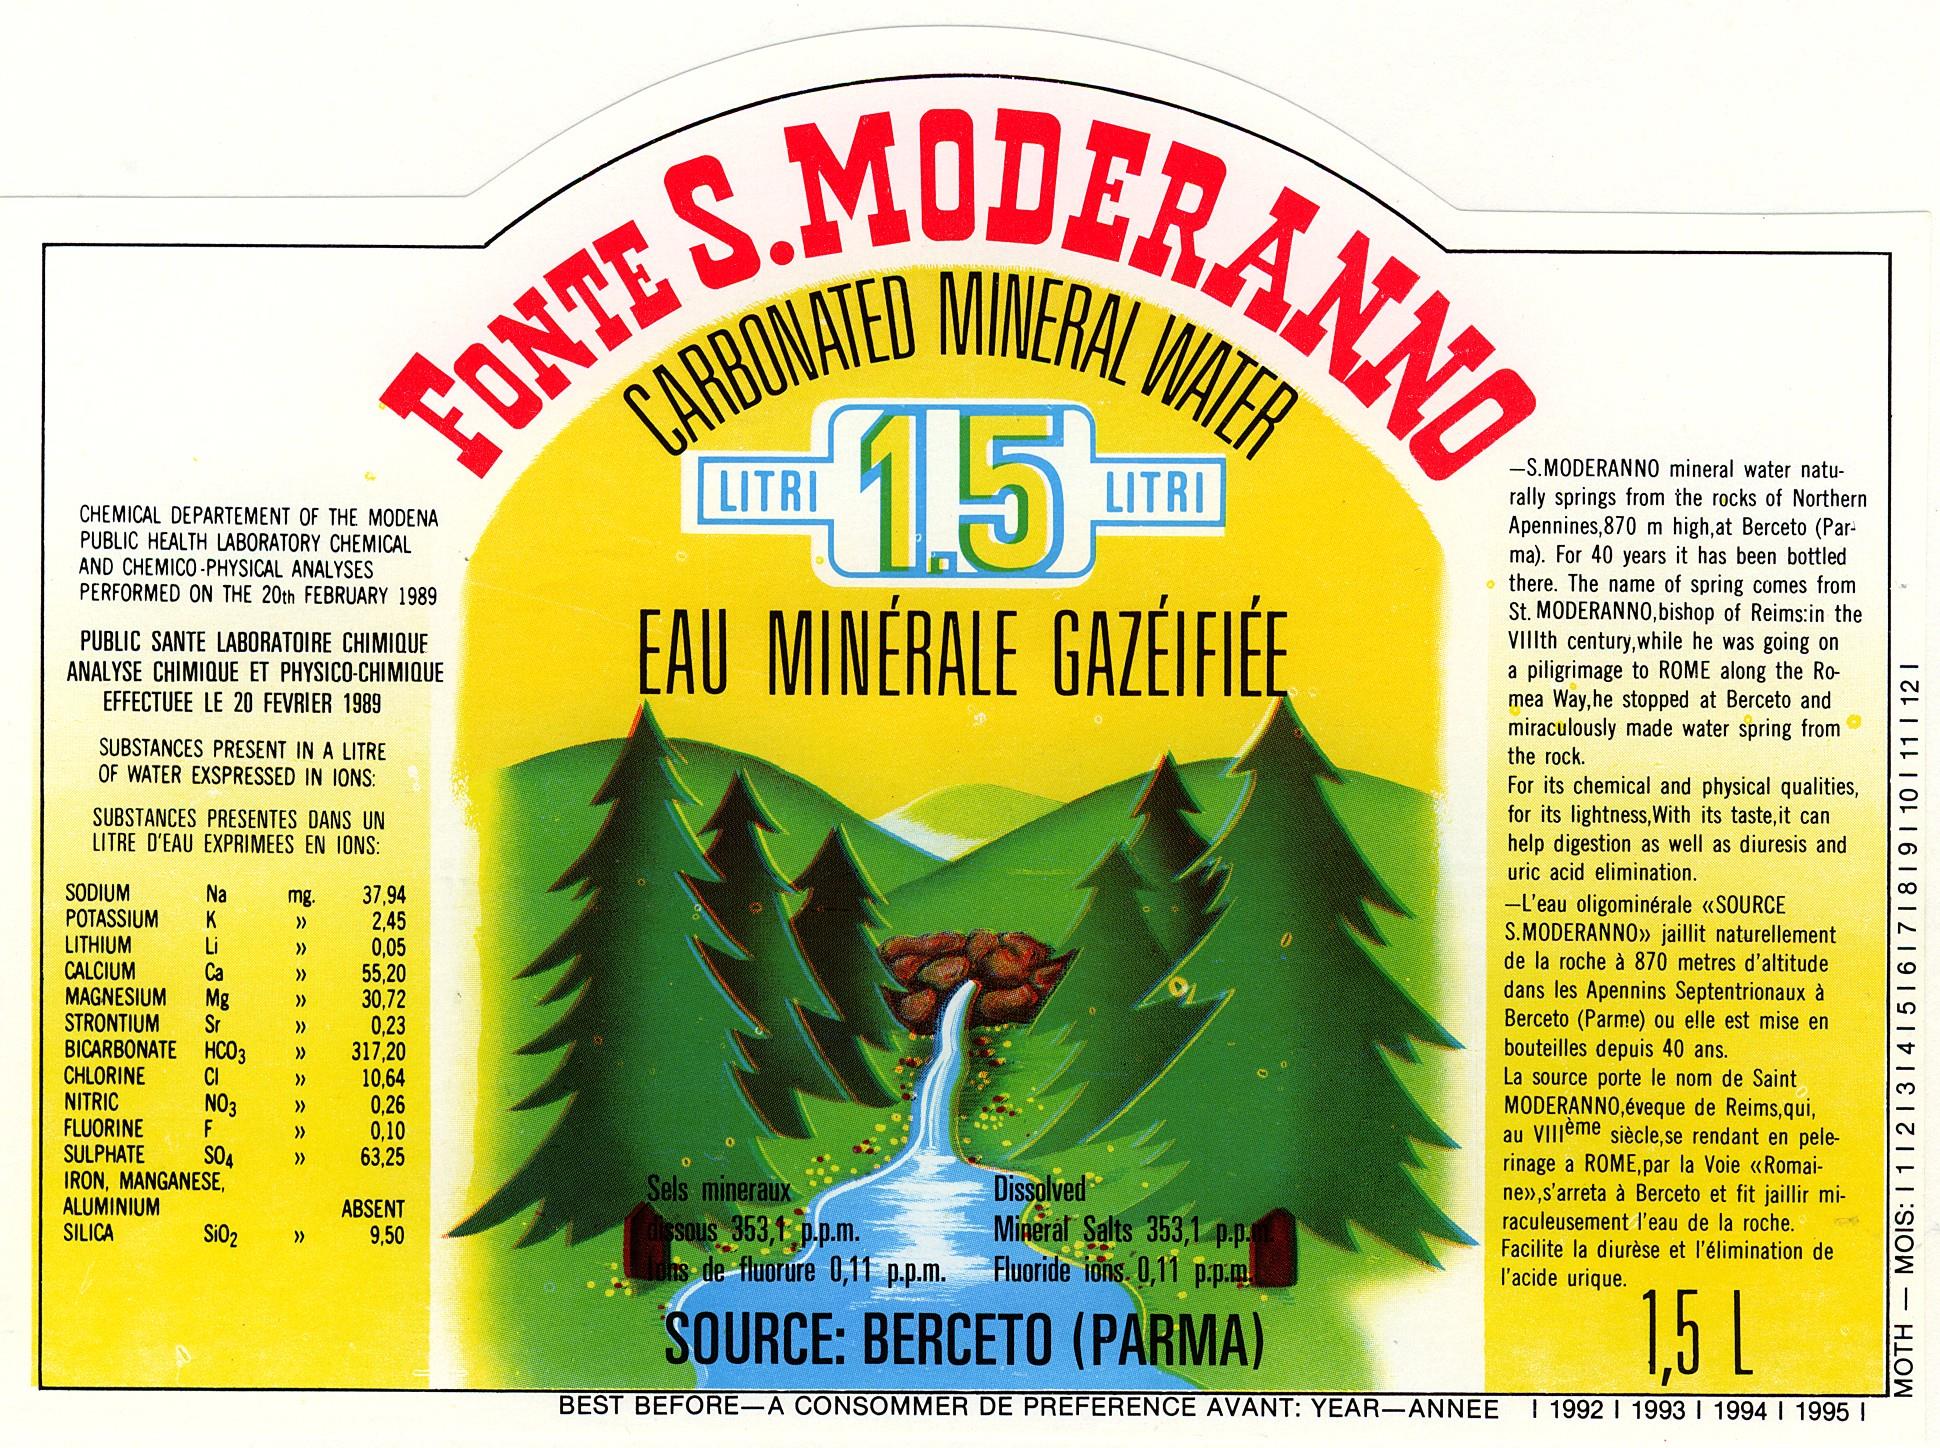 FONTE S.MODERANNO
CARBONATED MINERAL WATER
LITRI 1.5 LITRI
EAU MINÉRALE GAZÉIFIÉE
CHEMICAL DEPARTEMENT OF THE MODENA
PUBLIC HEALTH LABORATORY CHEMICAL
AND CHEMICO-PHYSICAL ANALYSES
PERFORMED ON THE 20th FEBRUARY 1989
PUBLIC SANTE LABORATOIRE CHIMIQUE
ANALYSE CHIMIQUE ET PHYSICO-CHIMIQUE
EFFECTUEE LE 20 FEVRIER 1989
SUBSTANCES PRESENT IN A LITRE
OF WATER EXSPRESSED IN IONS:
SUBSTANCES PRESENTES DANS UN
LITRE D'EAU EXPRIMEES EN IONS:
SODIUM Na mg. 37,94
POTASSIUM K » 2,45
LITHIUM Li » 0,05
CALCIUM Ca » 55,20
MAGNESIUM Mg » 30,72
STRONTIUM Sr » 0,23
BICARBONATE HCO3 » 317,20
CHLORINE Cl » 10,64
NITRIC NO3 » 0,26
FLUORINE F » 0,10
SULPHATE SO4 » 63,25
IRON, MANGANESE,
ALUMINIUM ABSENT
SILICA SiO2 » 9,50
Sels mineraux
dissous 353,1 p.p.m.
Ions de fluorure 0,11 p.p.m.
Dissolved
Mineral Salts 353,1 p.p.m.
Fluoride ions. 0,11 p.p.m.
SOURCE: BERCETO (PARMA)
—S.MODERANNO mineral water natu-
rally springs from the rocks of Northern
Apennines,870 m high,at Berceto (Par-
ma). For 40 years it has been bottled
there. The name of spring comes from
St. MODERANNO,bishop of Reims:in the
VIIIth century,while he was going on
a piligrimage to ROME along the Ro-
mea Way,he stopped at Berceto and
miraculously made water spring from
the rock.
For its chemical and physical qualities,
for its lightness,With its taste,it can
help digestion as well as diuresis and
uric acid elimination.
—L'eau oligominérale «SOURCE
S.MODERANNO» jaillit naturellement
de la roche à 870 metres d'altitude
dans les Apennins Septentrionaux à
Berceto (Parme) ou elle est mise en
bouteilles depuis 40 ans.
La source porte le nom de Saint
MODERANNO,éveque de Reims,qui,
au VIIIème siècle,se rendant en pele-
rinage a ROME,par la Voie «Romai-
ne»,s'arreta à Berceto et fit jaillir mi-
raculeusement l'eau de la roche.
Facilite la diurèse et l'élimination de
l'acide urique.
1,5 L
MOTH — MOIS: I 1 I 2 I 3 I 4 I 5 I 6 I 7 I 8 I 9 I 10 I 11 I 12 I
BEST BEFORE—A CONSOMMER DE PREFERENCE AVANT: YEAR—ANNEE I 1992 I 1993 I 1994 I 1995 I